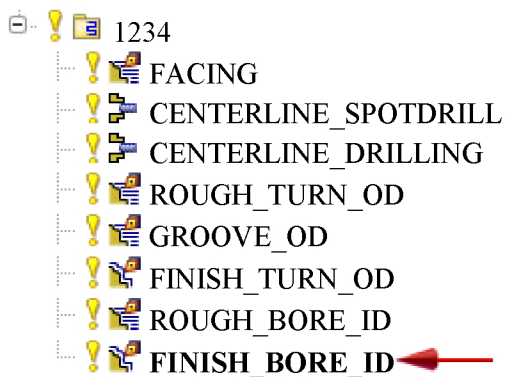 1234
FACING
CENTERLINE_SPOTDRILL
CENTERLINE_DRILLING
ROUGH_TURN_OD
GROOVE_OD
FINISH_TURN_OD
ROUGH_BORE_ID
FINISH_BORE_ID